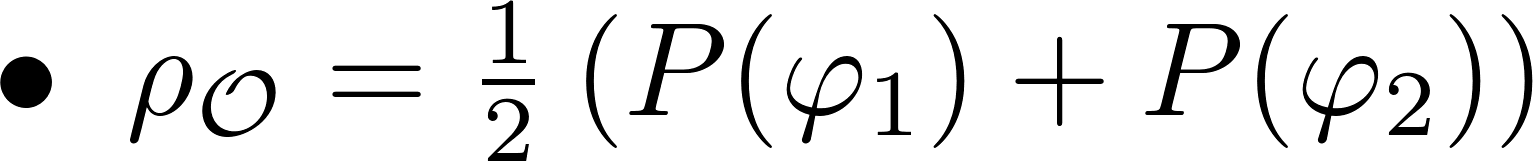 • ρ_𝒪 = 1/2 (P(φ₁) + P(φ₂))